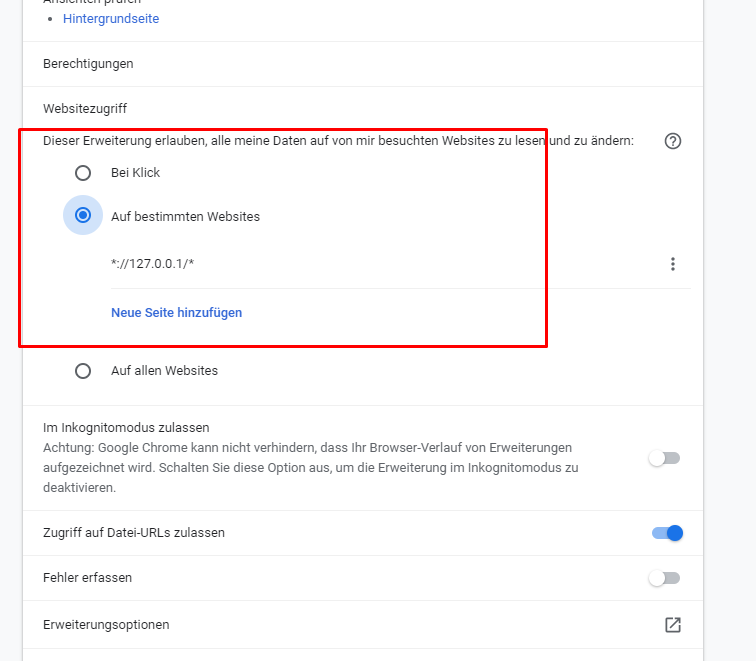 Ansichten prüfen
Hintergrundseite
Berechtigungen
Websitezugriff
Dieser Erweiterung erlauben, alle meine Daten auf von mir besuchten Websites zu lesen und zu ändern:
Bei Klick
Auf bestimmten Websites
*://127.0.0.1/*
Neue Seite hinzufügen
Auf allen Websites
Im Inkognitomodus zulassen
Achtung: Google Chrome kann nicht verhindern, dass Ihr Browser-Verlauf von Erweiterungen
aufgezeichnet wird. Schalten Sie diese Option aus, um die Erweiterung im Inkognitomodus zu
deaktivieren.
Zugriff auf Datei-URLs zulassen
Fehler erfassen
Erweiterungsoptionen